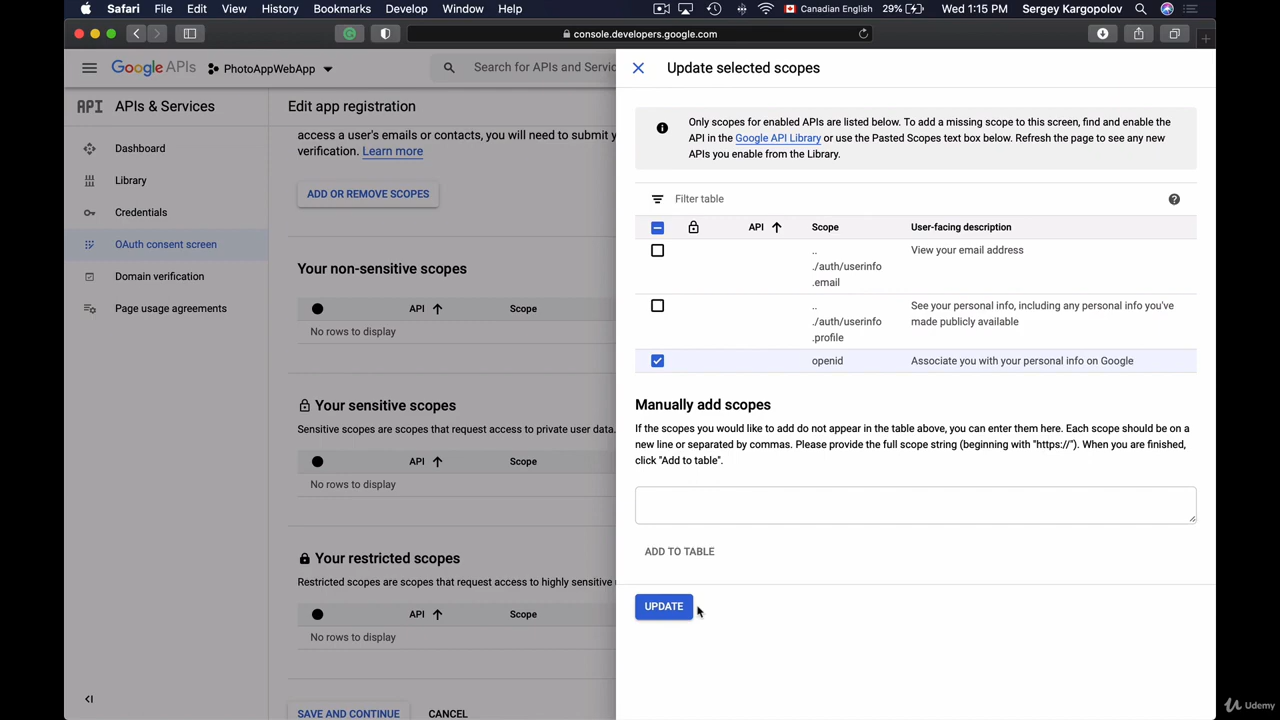 Safari File Edit View History Bookmarks Develop Window Help Canadian English 29% Wed 1:15 PM Sergey Kargopolov
console.developers.google.com
Google APIs PhotoAppWebApp Search for APIs and Servic
API APIs & Services
Dashboard
Library
Credentials
OAuth consent screen
Domain verification
Page usage agreements
Edit app registration
access a user's emails or contacts, you will need to submit y
verification. Learn more
ADD OR REMOVE SCOPES
Your non-sensitive scopes
API Scope
No rows to display
Your sensitive scopes
Sensitive scopes are scopes that request access to private user data.
API Scope
No rows to display
Your restricted scopes
Restricted scopes are scopes that request access to highly sensitive
API Scope
No rows to display
SAVE AND CONTINUE CANCEL
Update selected scopes
Only scopes for enabled APIs are listed below. To add a missing scope to this screen, find and enable the
API in the Google API Library or use the Pasted Scopes text box below. Refresh the page to see any new
APIs you enable from the Library.
Filter table
API Scope User-facing description
.. View your email address
./auth/userinfo
.email
.. See your personal info, including any personal info you've
./auth/userinfo made publicly available
.profile
openid Associate you with your personal info on Google
Manually add scopes
If the scopes you would like to add do not appear in the table above, you can enter them here. Each scope should be on a
new line or separated by commas. Please provide the full scope string (beginning with "https://"). When you are finished,
click "Add to table".
ADD TO TABLE
UPDATE
Udemy